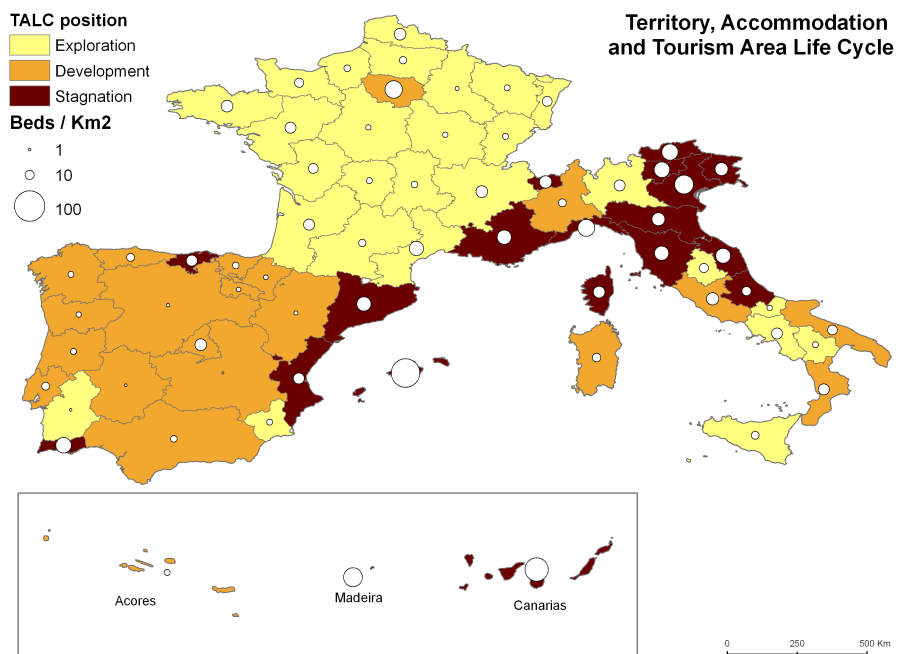 TALC position
Exploration
Development
Stagnation
Beds / Km2
1
10
100
Territory, Accommodation
and Tourism Area Life Cycle
Acores
Madeira
Canarias
0 250 500 Km